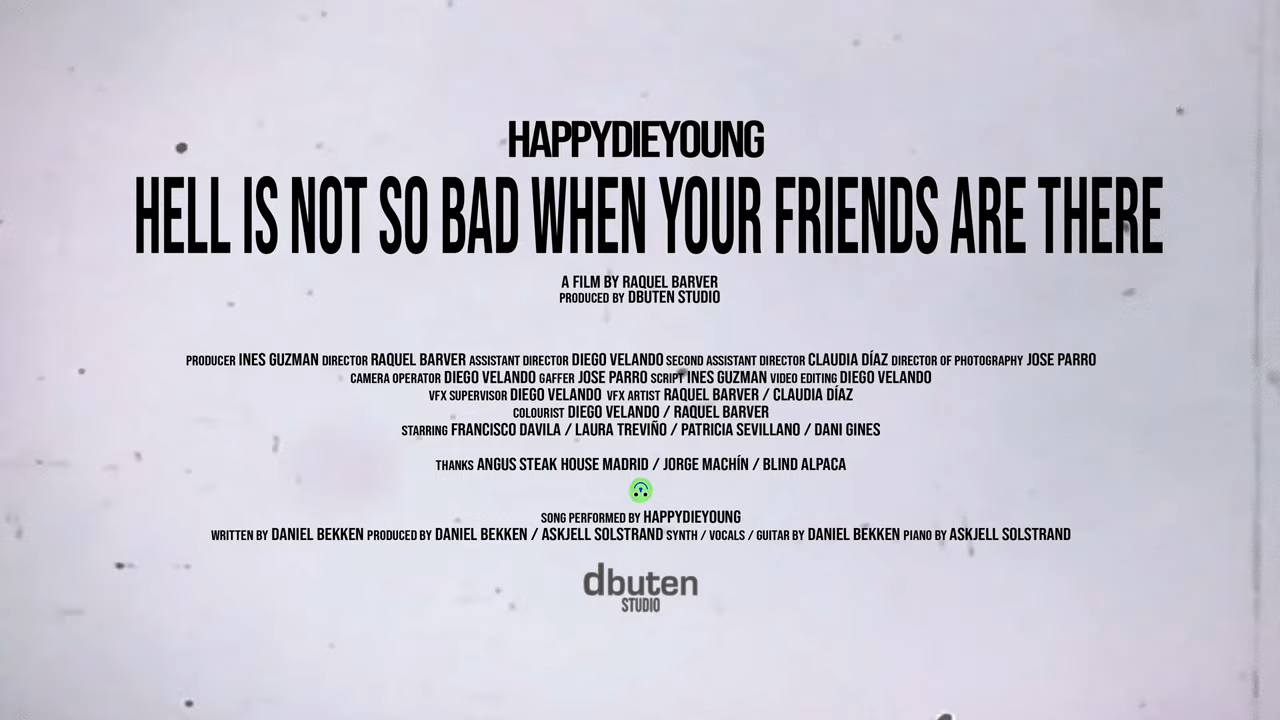 HAPPYDIEYOUNG
HELL IS NOT SO BAD WHEN YOUR FRIENDS ARE THERE
A FILM BY RAQUEL BARVER
PRODUCED BY DBUTEN STUDIO
PRODUCER INES GUZMAN DIRECTOR RAQUEL BARVER ASSISTANT DIRECTOR DIEGO VELANDO SECOND ASSISTANT DIRECTOR CLAUDIA DÍAZ DIRECTOR OF PHOTOGRAPHY JOSE PARRO
CAMERA OPERATOR DIEGO VELANDO GAFFER JOSE PARRO SCRIPT INES GUZMAN VIDEO EDITING DIEGO VELANDO
VFX SUPERVISOR DIEGO VELANDO VFX ARTIST RAQUEL BARVER / CLAUDIA DÍAZ
COLOURIST DIEGO VELANDO / RAQUEL BARVER
STARRING FRANCISCO DAVILA / LAURA TREVIÑO / PATRICIA SEVILLANO / DANI GINES
THANKS ANGUS STEAK HOUSE MADRID / JORGE MACHÍN / BLIND ALPACA
SONG PERFORMED BY HAPPYDIEYOUNG
WRITTEN BY DANIEL BEKKEN PRODUCED BY DANIEL BEKKEN / ASKJELL SOLSTRAND SYNTH / VOCALS / GUITAR BY DANIEL BEKKEN PIANO BY ASKJELL SOLSTRAND
dbuten
STUDIO